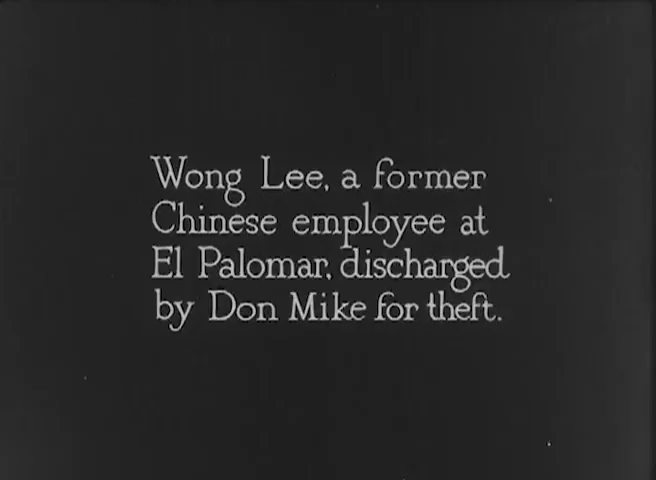 Wong Lee, a former
Chinese employee at
El Palomar, discharged
by Don Mike for theft.